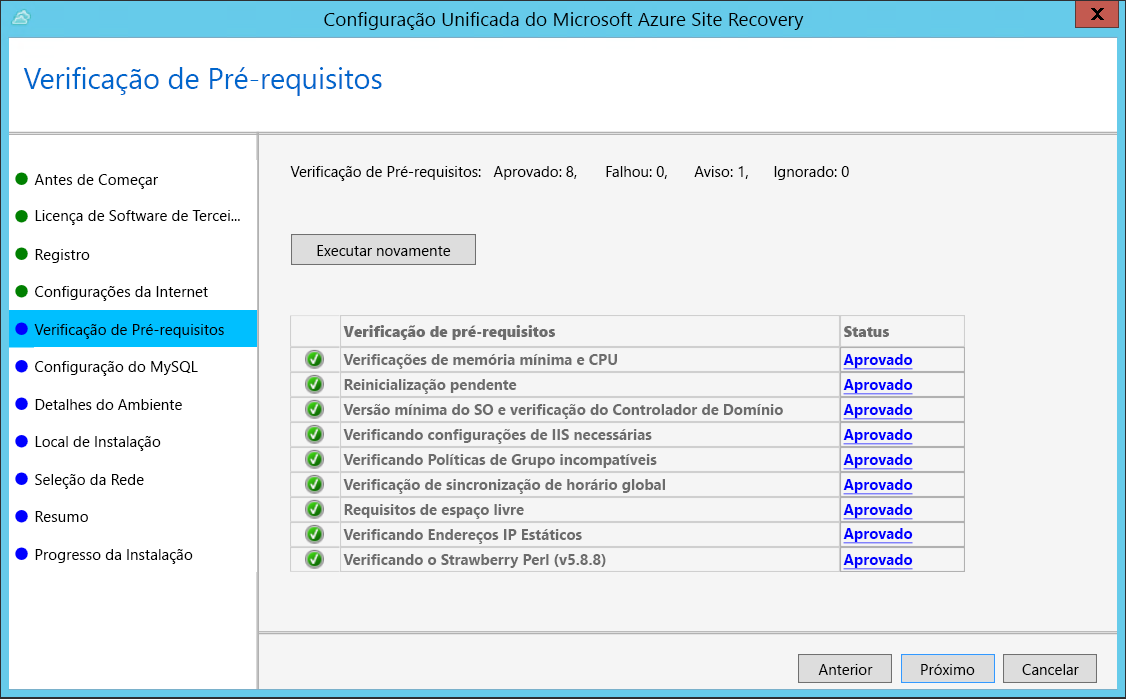 Configuração Unificada do Microsoft Azure Site Recovery
X
Verificação de Pré-requisitos
Antes de Começar
Licença de Software de Tercei...
Registro
Configurações da Internet
Verificação de Pré-requisitos
Configuração do MySQL
Detalhes do Ambiente
Local de Instalação
Seleção da Rede
Resumo
Progresso da Instalação
Verificação de Pré-requisitos: Aprovado: 8, Falhou: 0, Aviso: 1, Ignorado: 0
Executar novamente
Verificação de pré-requisitos Status
Verificações de memória mínima e CPU Aprovado
Reinicialização pendente Aprovado
Versão mínima do SO e verificação do Controlador de Domínio Aprovado
Verificando configurações de IIS necessárias Aprovado
Verificando Políticas de Grupo incompatíveis Aprovado
Verificação de sincronização de horário global Aprovado
Requisitos de espaço livre Aprovado
Verificando Endereços IP Estáticos Aprovado
Verificando o Strawberry Perl (v5.8.8) Aprovado
Anterior Próximo Cancelar